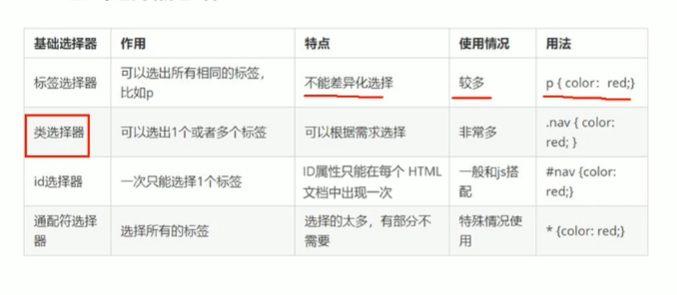 基础选择器 作用 特点 使用情况 用法
标签选择器 可以选出所有相同的标签，比如p 不能差异化选择 较多 p { color：red;}
类选择器 可以选出1个或者多个标签 可以根据需求选择 非常多 .nav { color: red; }
id选择器 一次只能选择1个标签 ID属性只能在每个 HTML 文档中出现一次 一般和js搭配 #nav {color: red;}
通配符选择器 选择所有的标签 选择的太多，有部分不需要 特殊情况使用 * {color: red;}